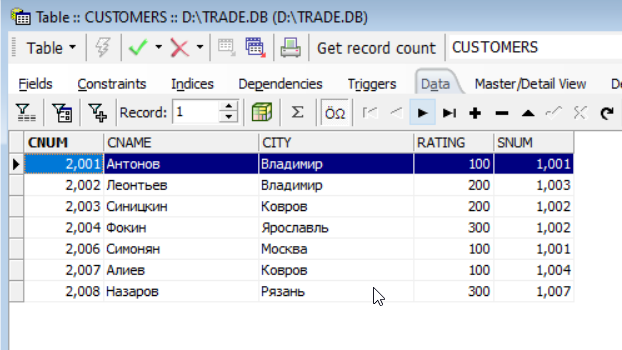 Table :: CUSTOMERS :: D:\TRADE.DB (D:\TRADE.DB)
Table Get record count CUSTOMERS
Fields Constraints Indices Dependencies Triggers Data Master/Detail View De
Record: 1 Σ ÖΩ
CNUM CNAME CITY RATING SNUM
2,001 Антонов Владимир 100 1,001
2,002 Леонтьев Владимир 200 1,003
2,003 Синицкин Ковров 200 1,002
2,004 Фокин Ярославль 300 1,002
2,006 Симонян Москва 100 1,001
2,007 Алиев Ковров 100 1,004
2,008 Назаров Рязань 300 1,007